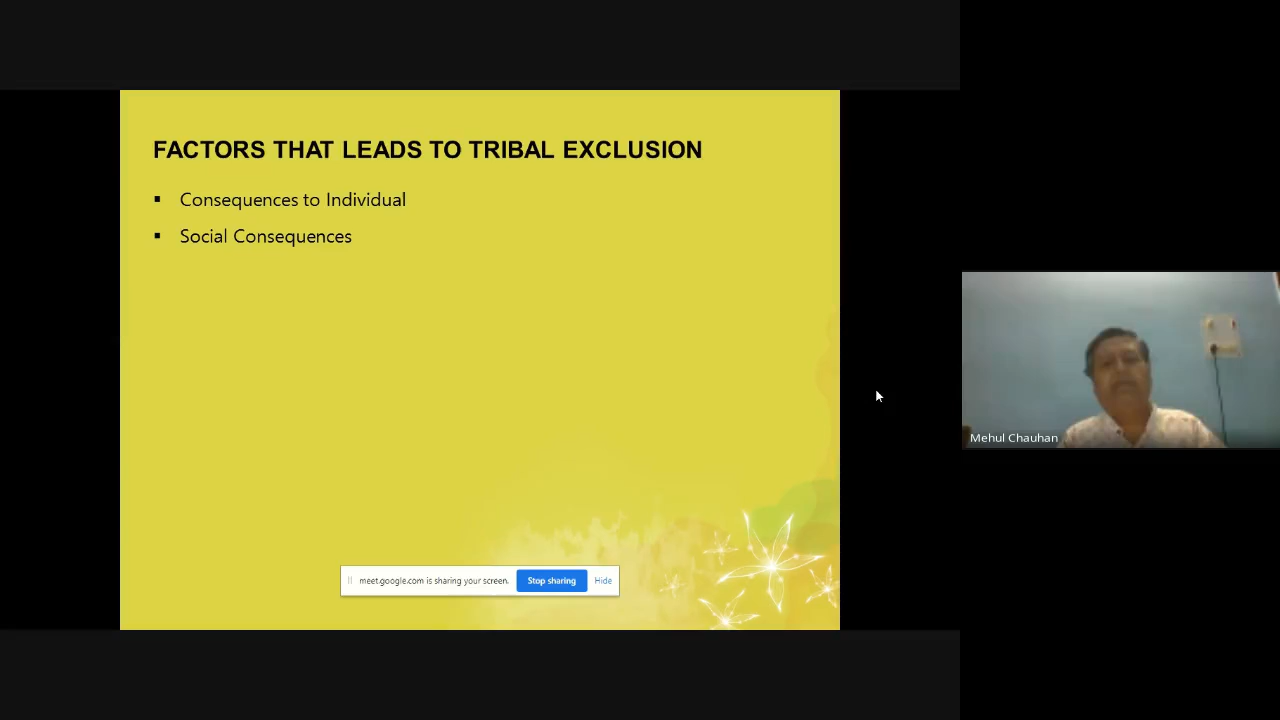 FACTORS THAT LEADS TO TRIBAL EXCLUSION
▪ Consequences to Individual
▪ Social Consequences
meet.google.com is sharing your screen. Stop sharing Hide
Mehul Chauhan